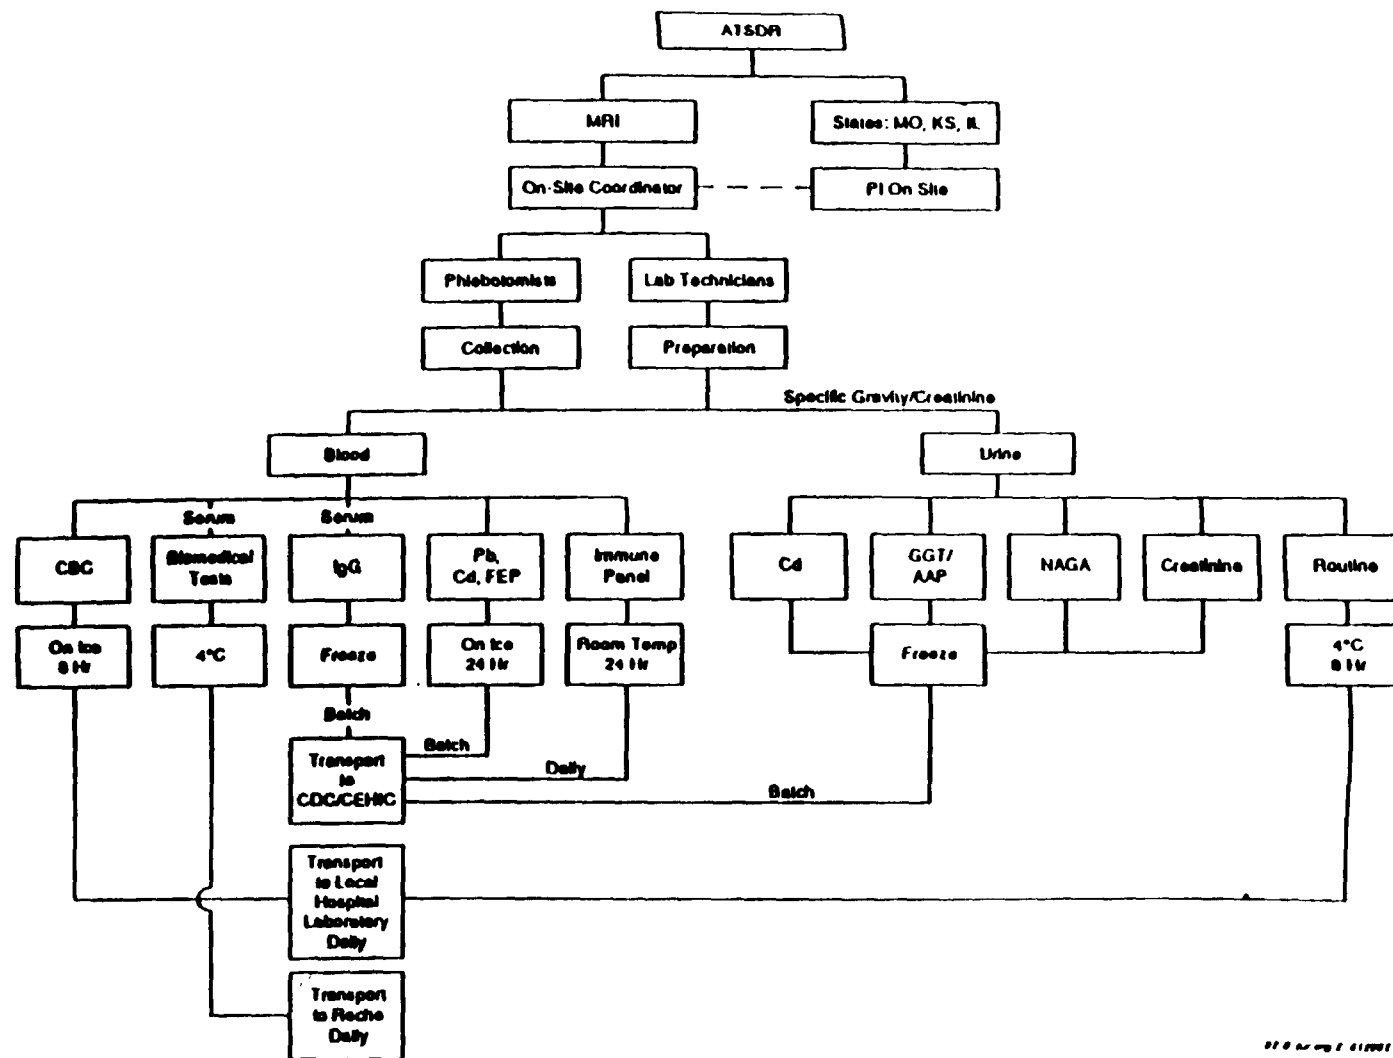 ATSDR
MRI
States: MO, KS, IL
On-Site Coordinator
PI On Site
Phlebotomists
Lab Technicians
Collection
Preparation
Specific Gravity/Creatinine
Blood
Urine
Serum
Serum
CBC
Biomedical
Tests
IgG
Pb,
Cd, FEP
Immune
Panel
Cd
GGT/
AAP
NAGA
Creatinine
Routine
On Ice
8 Hr
4°C
Freeze
On Ice
24 Hr
Room Temp
24 Hr
Freeze
4°C
8 Hr
Batch
Batch
Daily
Batch
Transport
to
CDC/CEHIC
Transport
to Local
Hospital
Laboratory
Daily
Transport
to Roche
Daily